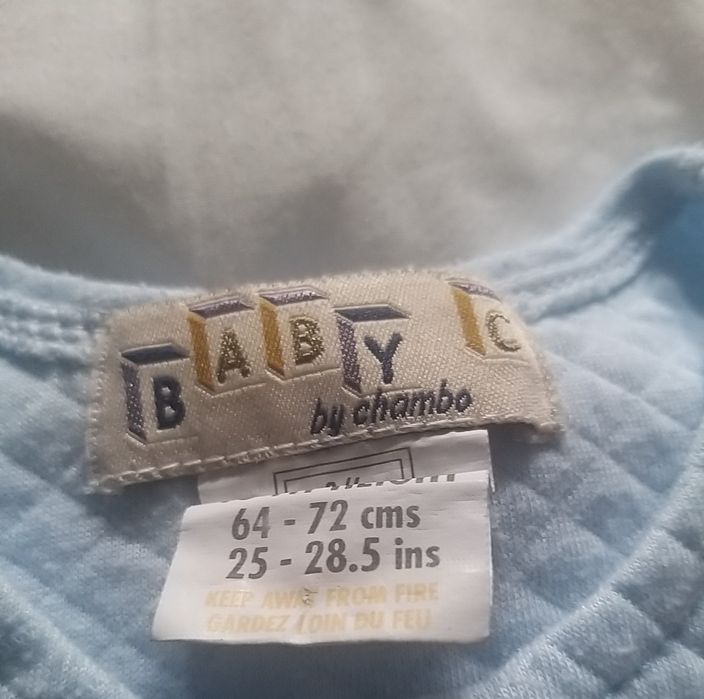 BABY C
by chambo
64 - 72 cms
25 - 28.5 ins
KEEP AWAY FROM FIRE
GARDEZ LOIN DU FEU